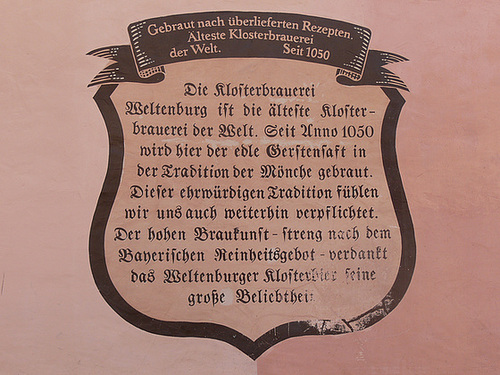 Gebraut nach überlieferten Rezepten.
Älteste Klosterbrauerei
der Welt. Seit 1050
Die Klosterbrauerei
Weltenburg ist die älteste Kloster-
brauerei der Welt. Seit Anno 1050
wird hier der edle Gerstensaft in
der Tradition der Mönche gebraut.
Dieser ehrwürdigen Tradition fühlen
wir uns auch weiterhin verpflichtet.
Der hohen Braukunst - streng nach dem
Bayerischen Reinheitsgebot - verdankt
das Weltenburger Klosterbier seine
große Beliebtheit